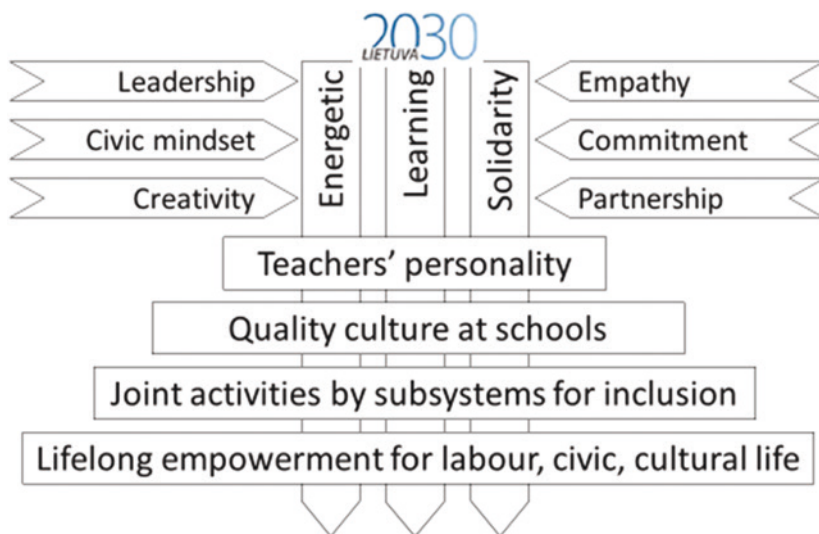 2030
LIETUVA
Leadership
Civic mindset
Creativity
Energetic
Learning
Solidarity
Empathy
Commitment
Partnership
Teachers’ personality
Quality culture at schools
Joint activities by subsystems for inclusion
Lifelong empowerment for labour, civic, cultural life